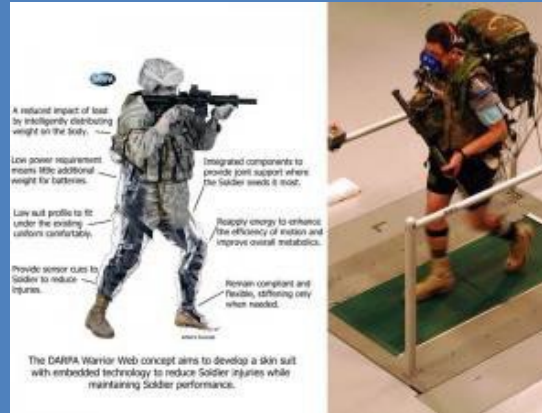 A reduced impact of load
by intelligently distributing
weight on the body.
Low power requirement
means little additional
weight for batteries.
Low suit profile to fit
under the existing
uniform comfortably.
Provide sensor cues to
Soldier to reduce
injuries.
Integrated components to
provide joint support where
the Soldier needs it most.
Reapply energy to enhance
the efficiency of motion and
improve overall metabolics.
Remain compliant and
flexible, stiffening only
when needed.
The DARPA Warrior Web concept aims to develop a skin suit
with embedded technology to reduce Soldier injuries while
maintaining Soldier performance.